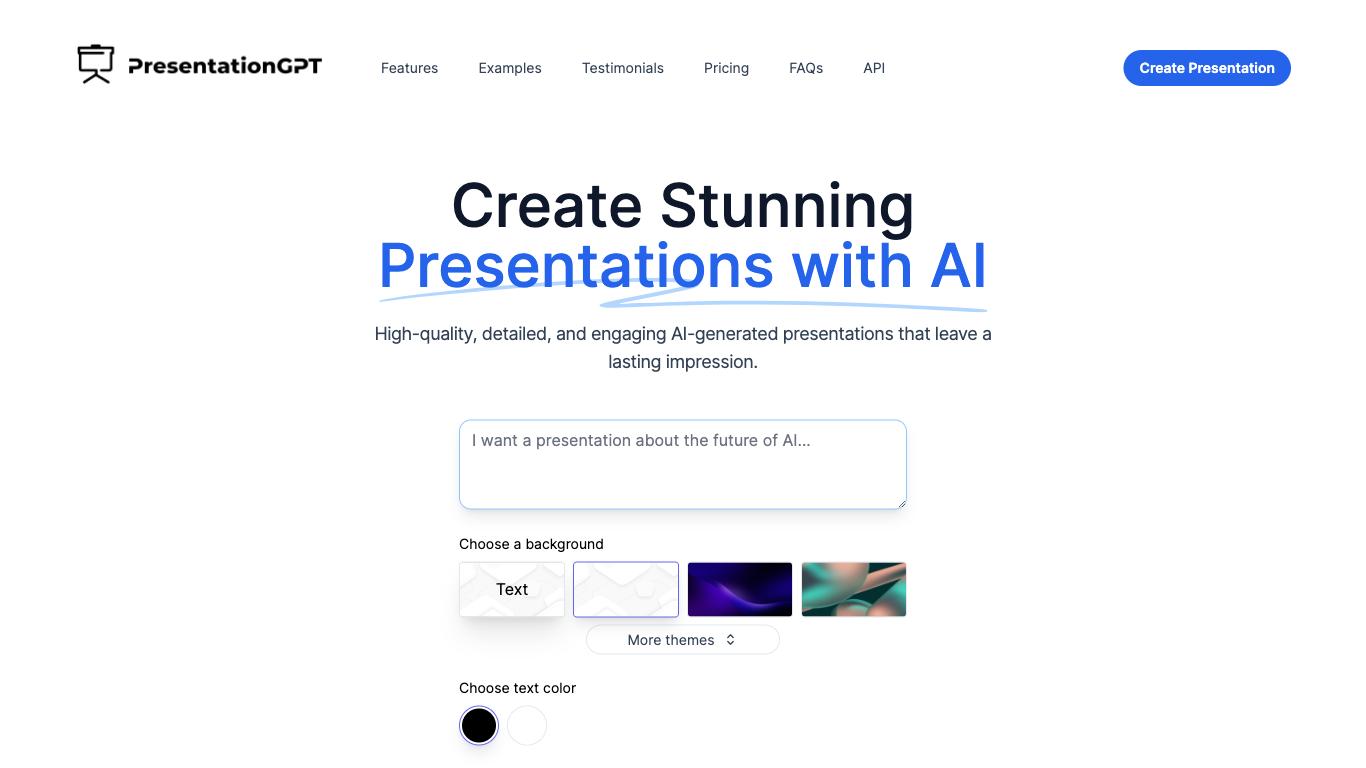 PresentationGPT
Features
Examples
Testimonials
Pricing
FAQs
API
Create Presentation
Create Stunning
Presentations with AI
High-quality, detailed, and engaging AI-generated presentations that leave a
lasting impression.
I want a presentation about the future of AI...
Choose a background
Text
More themes
Choose text color